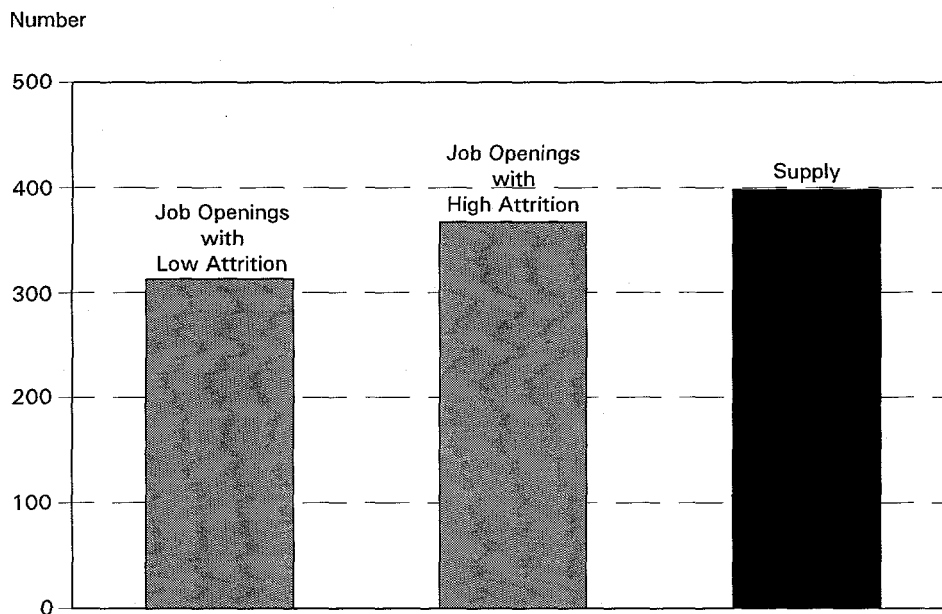 Number
500
400
300
200
100
0
Job Openings
with
Low Attrition
Job Openings
with
High Attrition
Supply